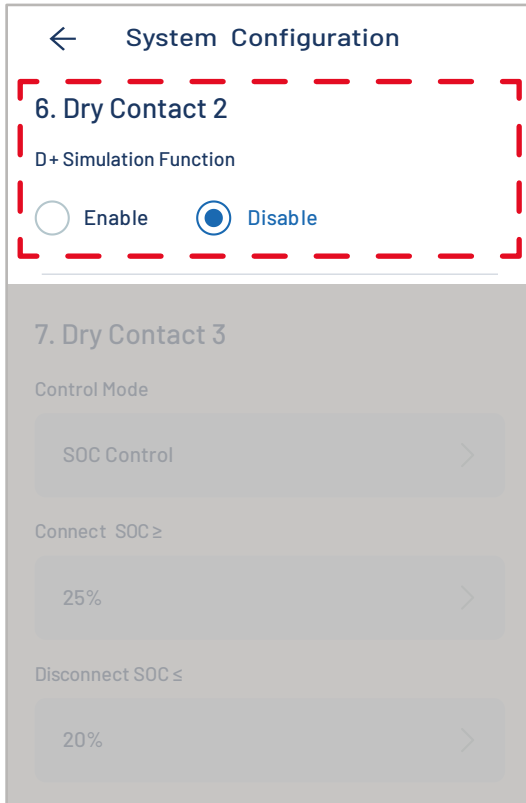 System Configuration
6. Dry Contact 2
D+ Simulation Function
Enable Disable
7. Dry Contact 3
Control Mode
SOC Control
Connect SOC ≥
25%
Disconnect SOC ≤
20%